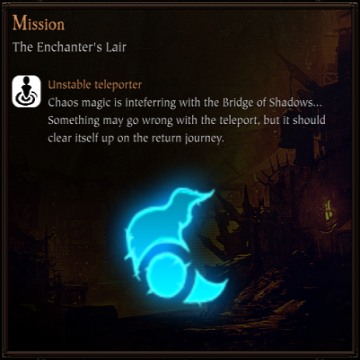 Mission
The Enchanter's Lair
Unstable teleporter
Chaos magic is inteferring with the Bridge of Shadows...
Something may go wrong with the teleport, but it should
clear itself up on the return journey.